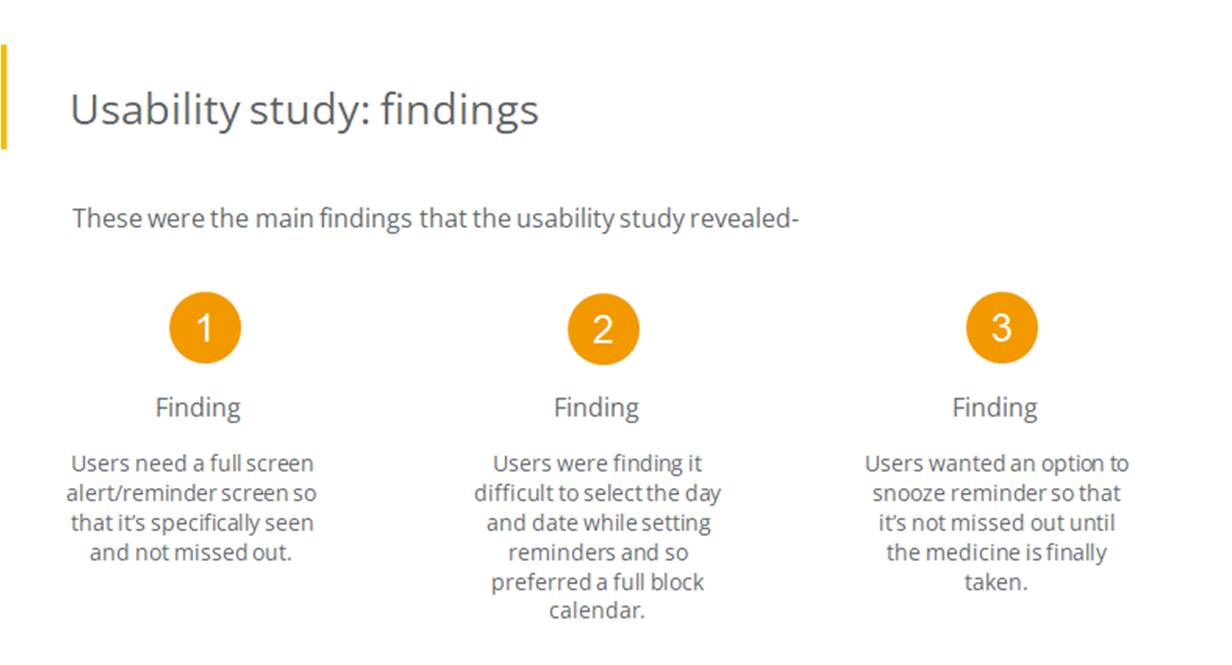 Usability study: findings
These were the main findings that the usability study revealed-
1
Finding
Users need a full screen
alert/reminder screen so
that it’s specifically seen
and not missed out.
2
Finding
Users were finding it
difficult to select the day
and date while setting
reminders and so
preferred a full block
calendar.
3
Finding
Users wanted an option to
snooze reminder so that
it’s not missed out until
the medicine is finally
taken.